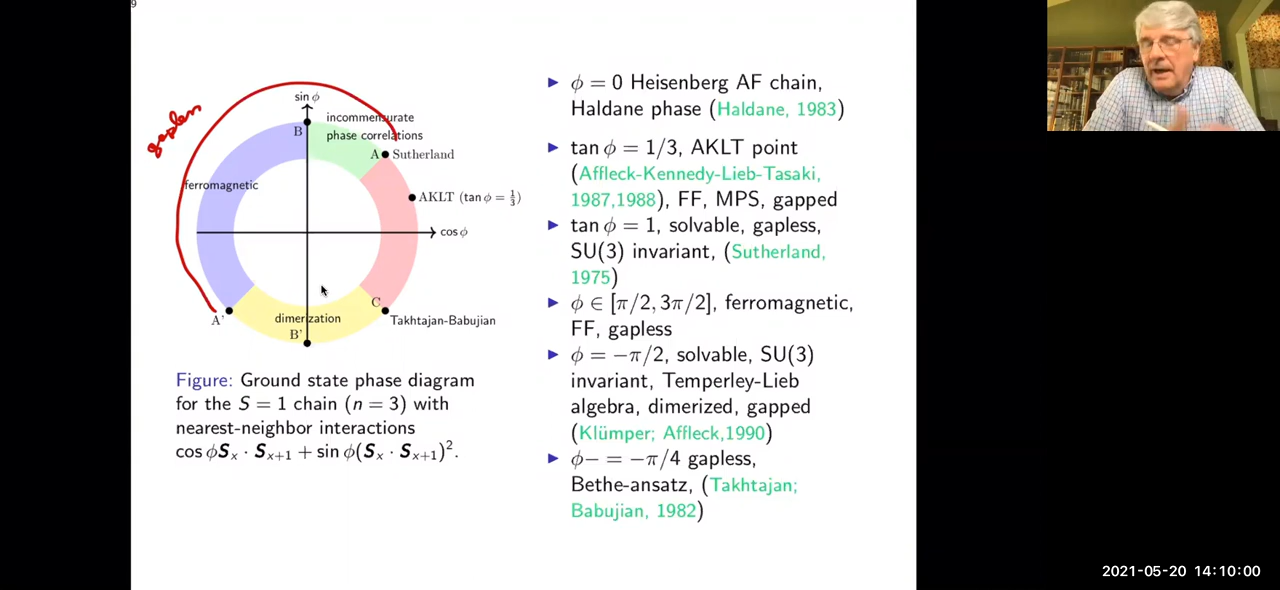 9
gapless
sin ϕ
B
incommensurate
phase correlations
A
Sutherland
ferromagnetic
AKLT (tan ϕ = 1/3)
cos ϕ
C
A'
dimerization
B'
Takhtajan-Babujian
Figure: Ground state phase diagram
for the S = 1 chain (n = 3) with
nearest-neighbor interactions
cos ϕS_x · S_{x+1} + sin ϕ(S_x · S_{x+1})².
▶ ϕ = 0 Heisenberg AF chain,
Haldane phase (Haldane, 1983)
▶ tan ϕ = 1/3, AKLT point
(Affleck-Kennedy-Lieb-Tasaki,
1987,1988), FF, MPS, gapped
▶ tan ϕ = 1, solvable, gapless,
SU(3) invariant, (Sutherland,
1975)
▶ ϕ ∈ [π/2, 3π/2], ferromagnetic,
FF, gapless
▶ ϕ = −π/2, solvable, SU(3)
invariant, Temperley-Lieb
algebra, dimerized, gapped
(Klümper; Affleck,1990)
▶ ϕ− = −π/4 gapless,
Bethe-ansatz, (Takhtajan;
Babujian, 1982)
2021-05-20 14:10:00